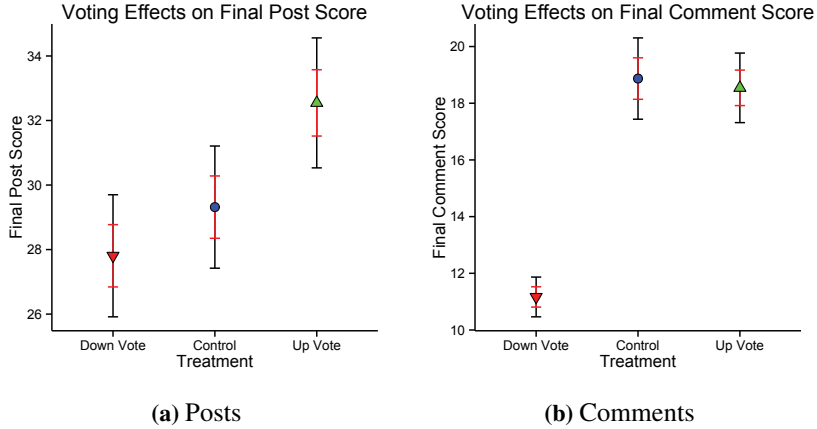 Voting Effects on Final Post Score
34
32
30
28
26
Final Post Score
Down Vote
Control
Up Vote
Treatment
(a) Posts
Voting Effects on Final Comment Score
20
18
16
14
12
10
Final Comment Score
Down Vote
Control
Up Vote
Treatment
(b) Comments